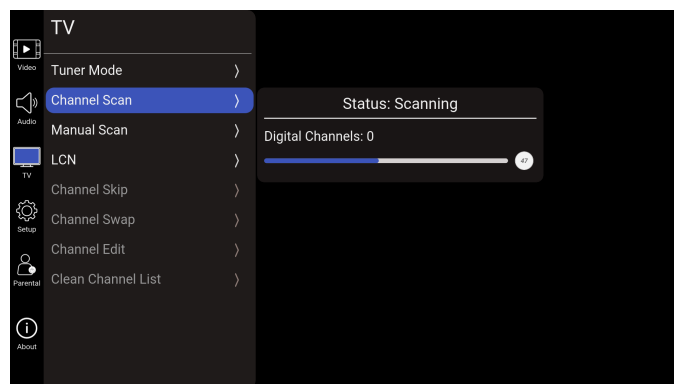 TV
Video
Audio
TV
Setup
Parental
About
Tuner Mode
Channel Scan
Manual Scan
LCN
Channel Skip
Channel Swap
Channel Edit
Clean Channel List
Status: Scanning
Digital Channels: 0
47